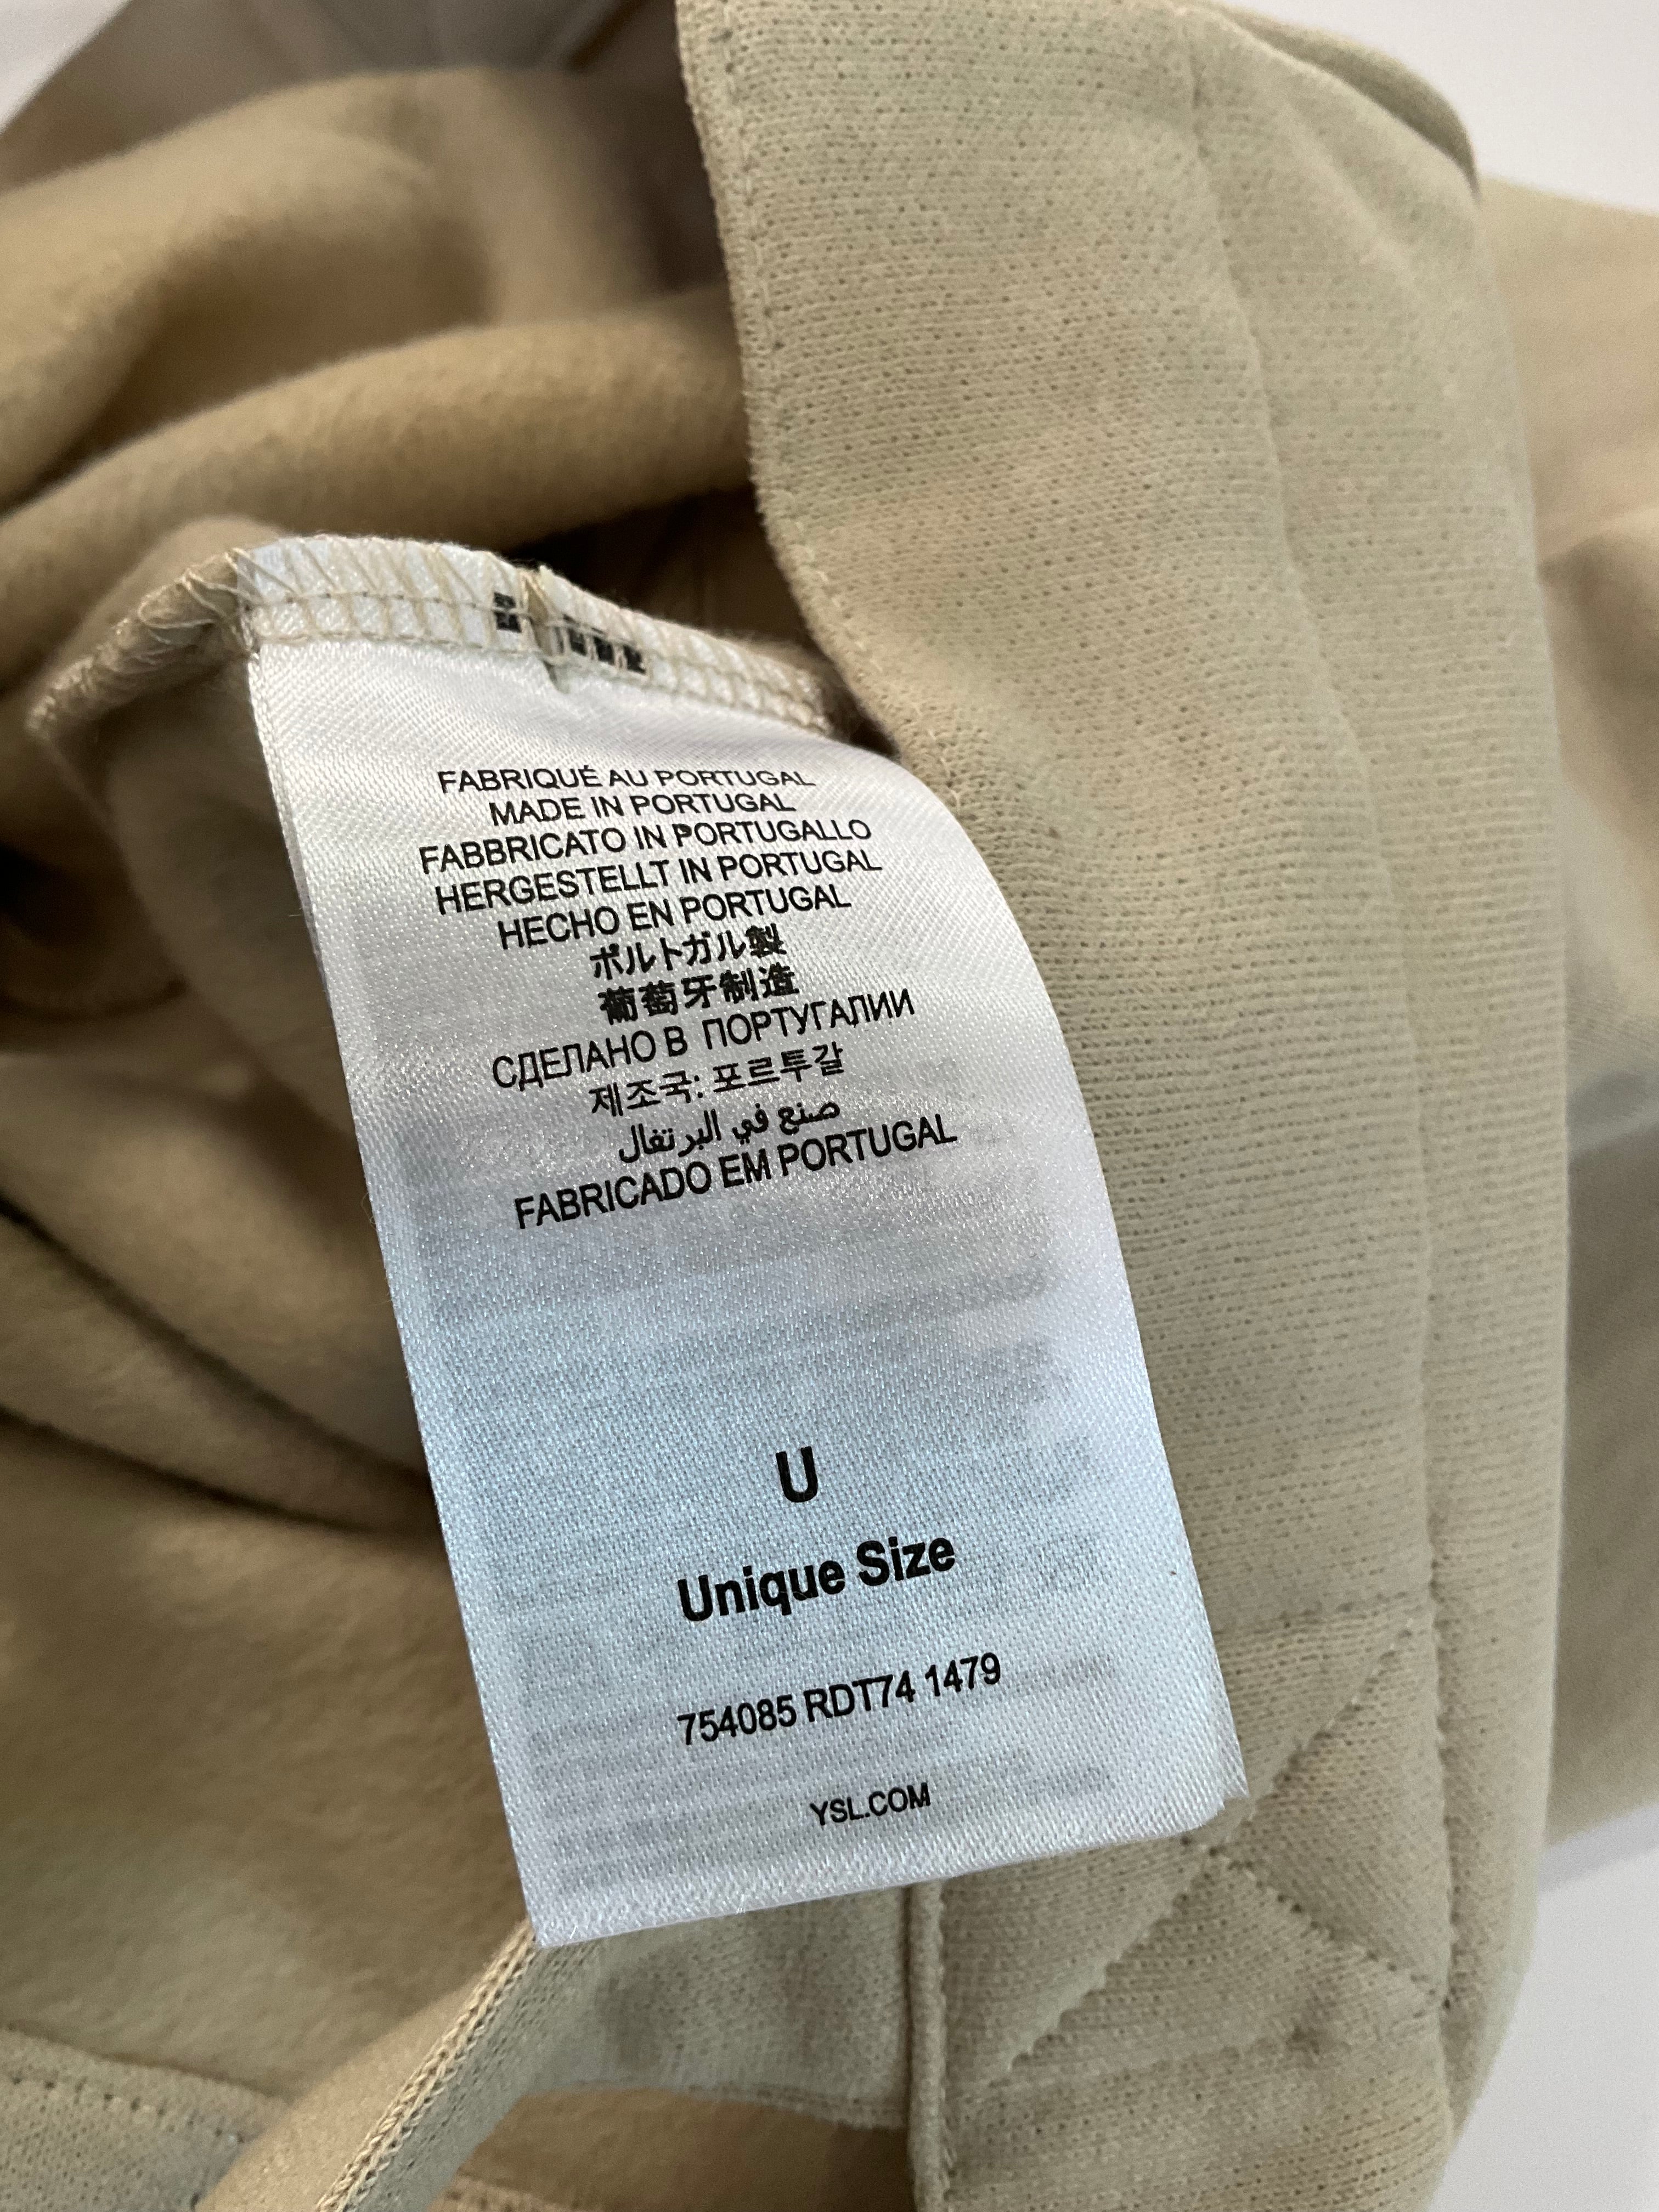 FABRIQUÉ AU PORTUGAL
MADE IN PORTUGAL
FABBRICATO IN PORTUGALLO
HERGESTELLT IN PORTUGAL
HECHO EN PORTUGAL
ポルトガル製
葡萄牙制造
СДЕЛАНО В ПОРТУГАЛИИ
제조국: 포르투갈
صنع في البرتغال
FABRICADO EM PORTUGAL
U
Unique Size
754085 RDT74 1479
YSL.COM